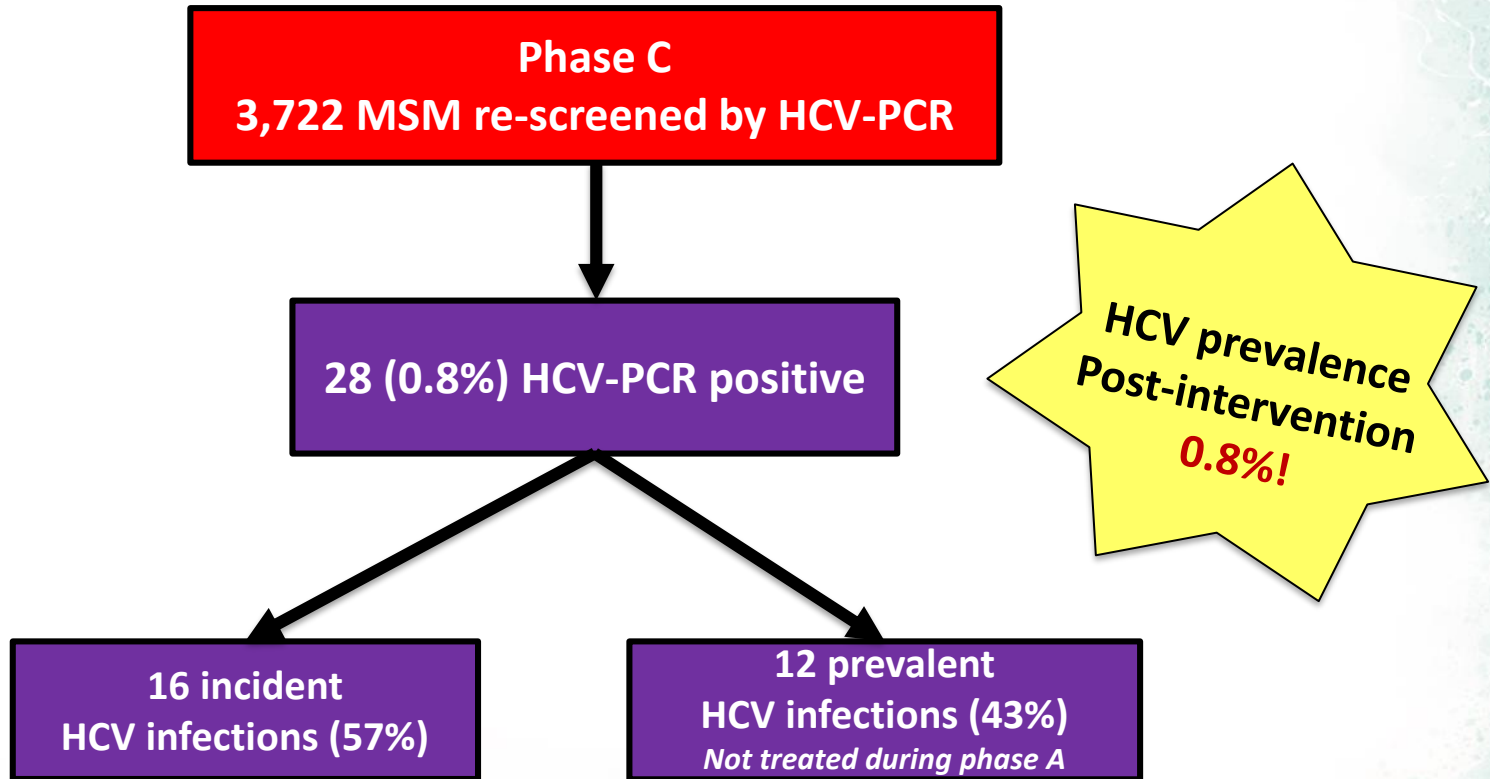 Phase C
3,722 MSM re-screened by HCV-PCR
28 (0.8%) HCV-PCR positive
HCV prevalence
Post-intervention
0.8%!
16 incident
HCV infections (57%)
12 prevalent
HCV infections (43%)
Not treated during phase A